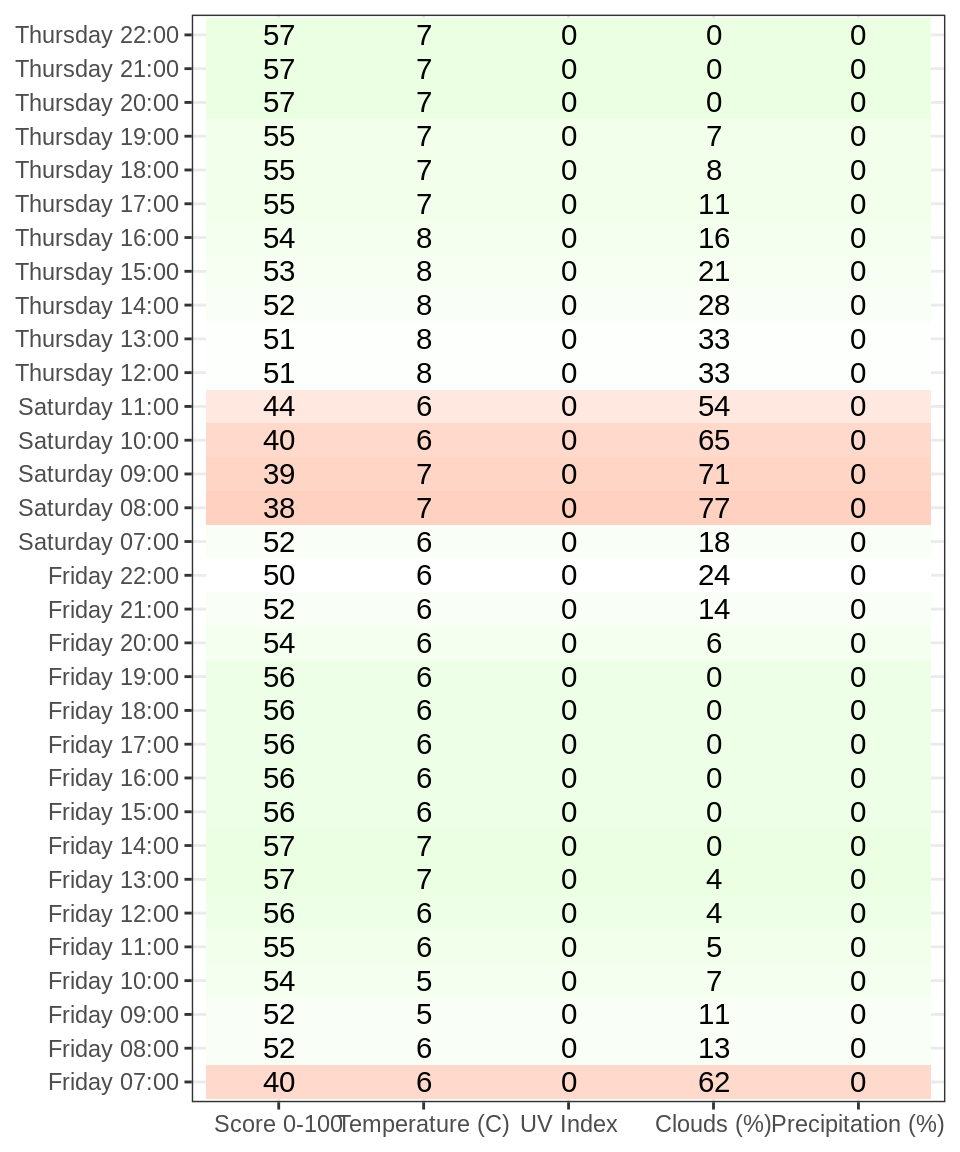 Thursday 22:00 57 7 0 0 0
Thursday 21:00 57 7 0 0 0
Thursday 20:00 57 7 0 0 0
Thursday 19:00 55 7 0 7 0
Thursday 18:00 55 7 0 8 0
Thursday 17:00 55 7 0 11 0
Thursday 16:00 54 8 0 16 0
Thursday 15:00 53 8 0 21 0
Thursday 14:00 52 8 0 28 0
Thursday 13:00 51 8 0 33 0
Thursday 12:00 51 8 0 33 0
Saturday 11:00 44 6 0 54 0
Saturday 10:00 40 6 0 65 0
Saturday 09:00 39 7 0 71 0
Saturday 08:00 38 7 0 77 0
Saturday 07:00 52 6 0 18 0
Friday 22:00 50 6 0 24 0
Friday 21:00 52 6 0 14 0
Friday 20:00 54 6 0 6 0
Friday 19:00 56 6 0 0 0
Friday 18:00 56 6 0 0 0
Friday 17:00 56 6 0 0 0
Friday 16:00 56 6 0 0 0
Friday 15:00 56 6 0 0 0
Friday 14:00 57 7 0 0 0
Friday 13:00 57 7 0 4 0
Friday 12:00 56 6 0 4 0
Friday 11:00 55 6 0 5 0
Friday 10:00 54 5 0 7 0
Friday 09:00 52 5 0 11 0
Friday 08:00 52 6 0 13 0
Friday 07:00 40 6 0 62 0
Score 0-100 Temperature (C) UV Index Clouds (%) Precipitation (%)